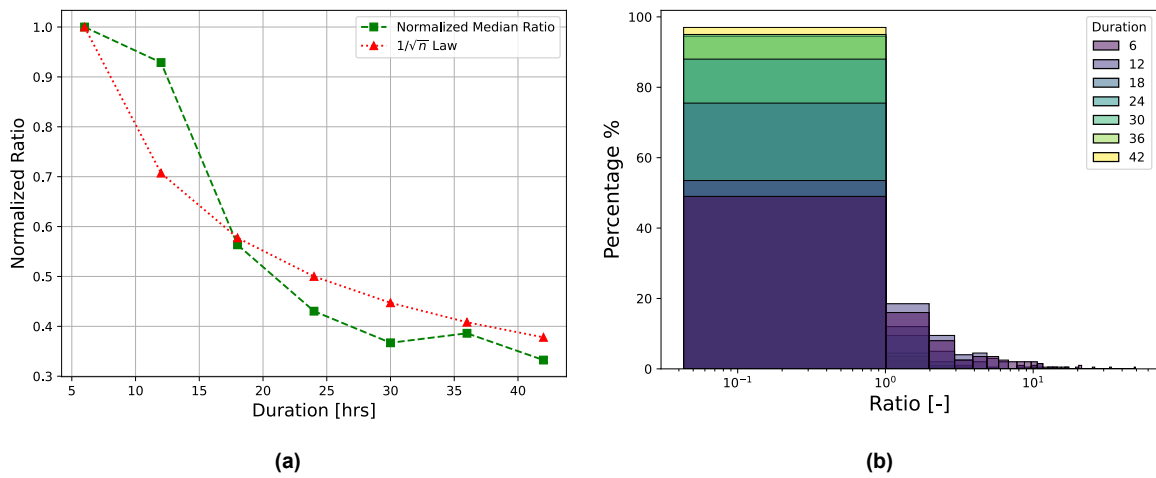 1.0
0.9
0.8
0.7
0.6
0.5
0.4
0.3
5 10 15 20 25 30 35 40
Normalized Ratio
Duration [hrs]
Normalized Median Ratio
1/√n Law
(a)
100
80
60
40
20
0
10⁻¹ 10⁰ 10¹
Percentage %
Ratio [-]
Duration
6
12
18
24
30
36
42
(b)